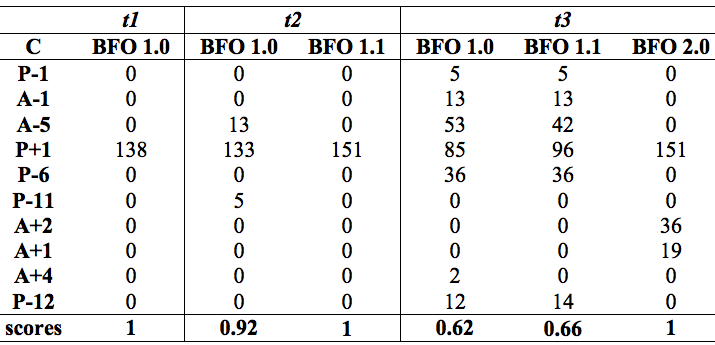 t1 t2 t3
C BFO 1.0 BFO 1.0 BFO 1.1 BFO 1.0 BFO 1.1 BFO 2.0
P-1 0 0 0 5 5 0
A-1 0 0 0 13 13 0
A-5 0 13 0 53 42 0
P+1 138 133 151 85 96 151
P-6 0 0 0 36 36 0
P-11 0 5 0 0 0 0
A+2 0 0 0 0 0 36
A+1 0 0 0 0 0 19
A+4 0 0 0 2 0 0
P-12 0 0 0 12 14 0
scores 1 0.92 1 0.62 0.66 1